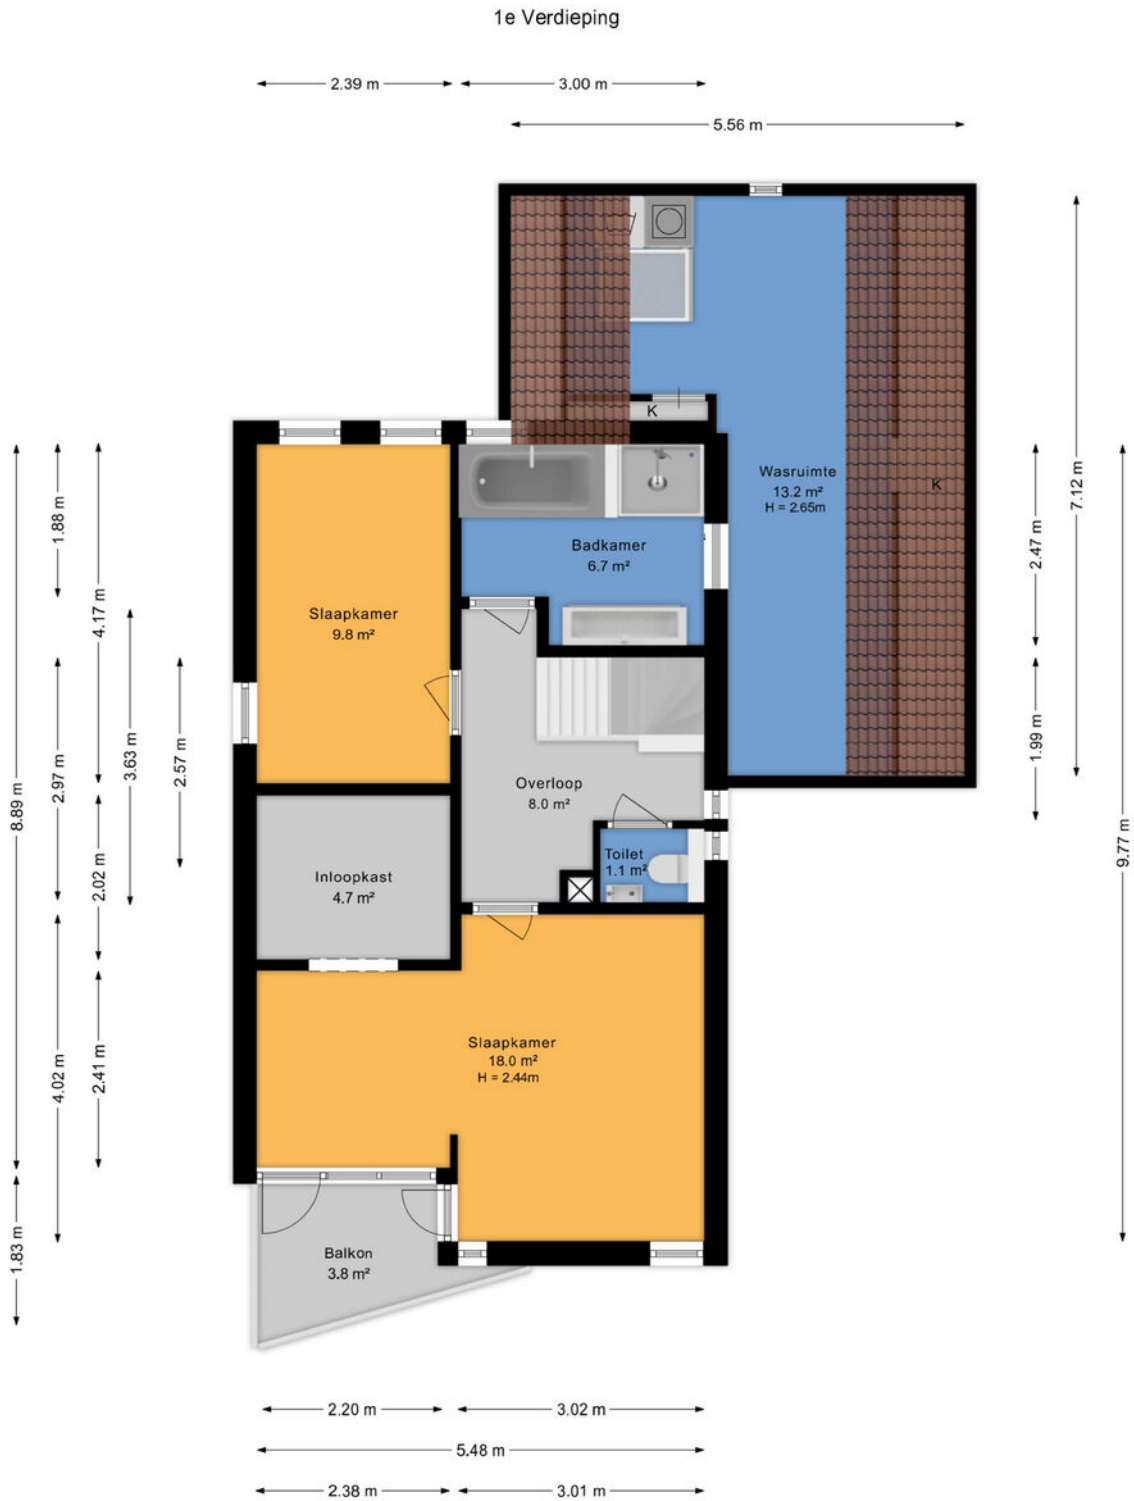 1e Verdieping
2.39 m
3.00 m
5.56 m
K
Wasruimte
13.2 m²
H = 2.65m
K
Badkamer
6.7 m²
Slaapkamer
9.8 m²
Overloop
8.0 m²
Toilet
1.1 m²
Inloopkast
4.7 m²
Slaapkamer
18.0 m²
H = 2.44m
Balkon
3.8 m²
8.89 m
1.83 m
1.88 m
2.97 m
4.02 m
4.17 m
2.02 m
2.41 m
3.63 m
2.57 m
2.47 m
1.99 m
7.12 m
9.77 m
2.20 m
3.02 m
5.48 m
2.38 m
3.01 m